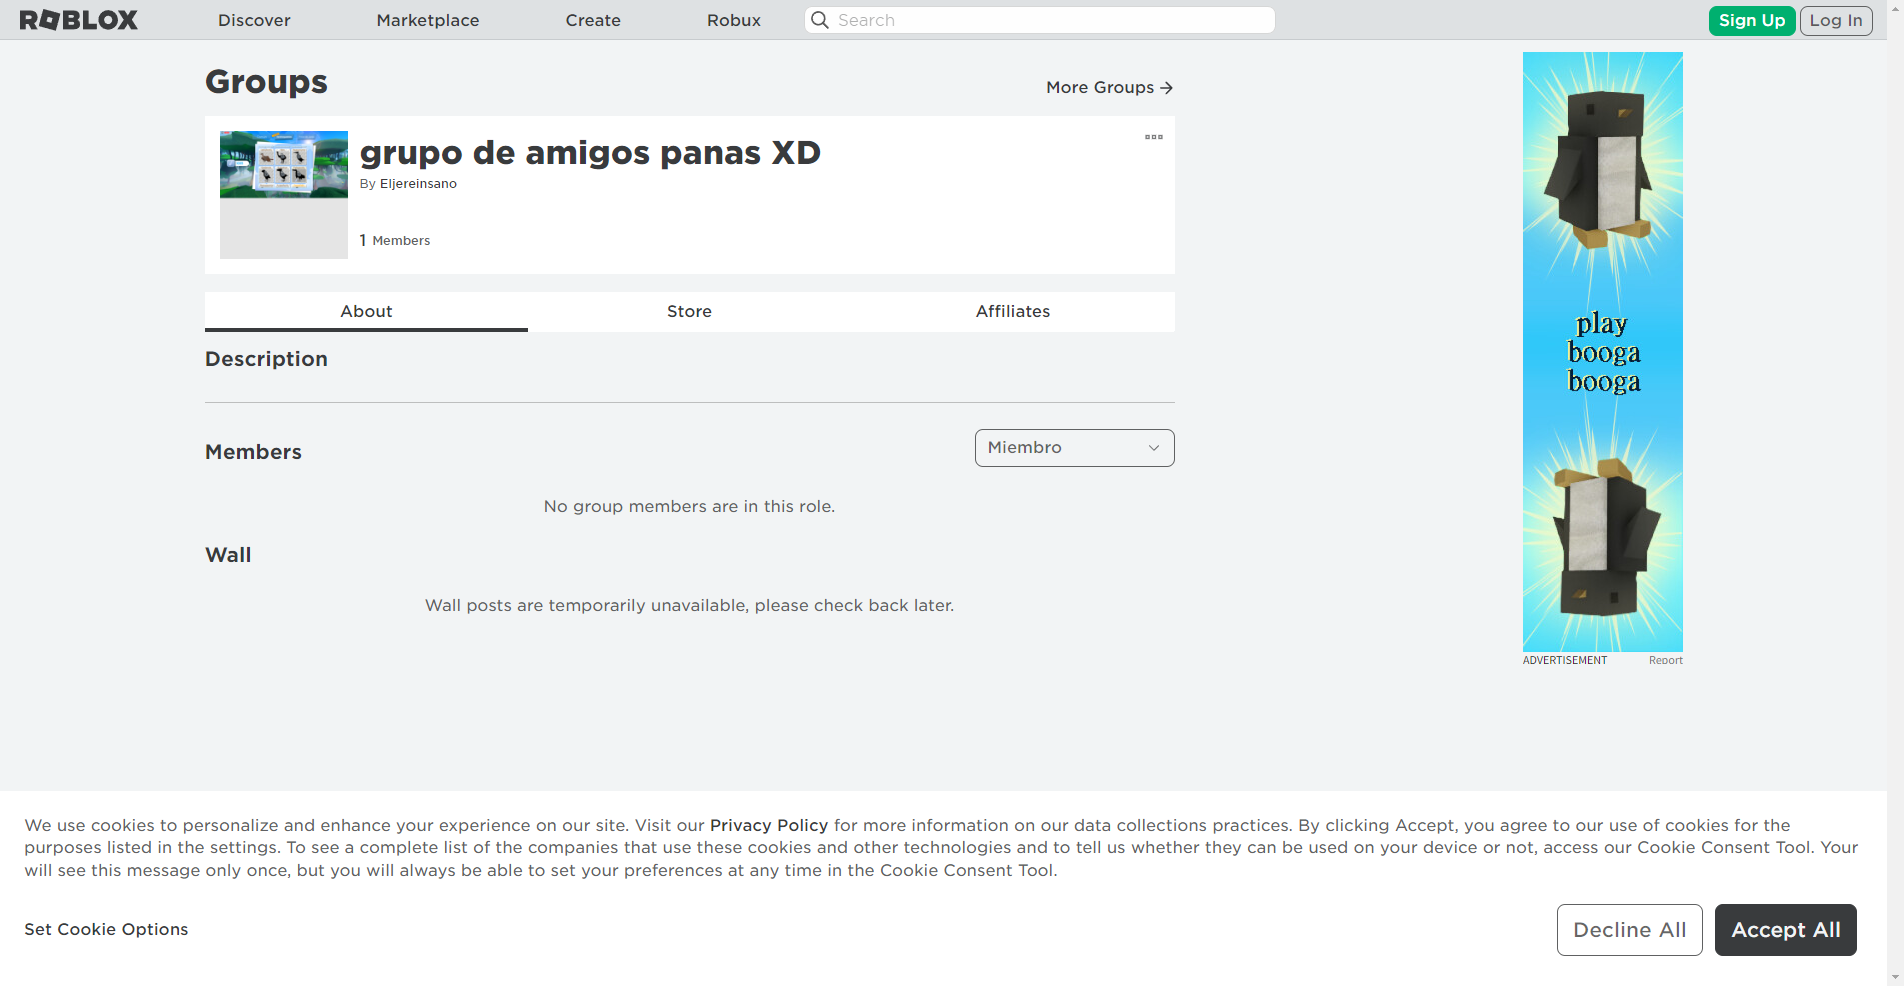 ROBLOX Discover Marketplace Create Robux Search Sign Up Log In
Groups
More Groups
grupo de amigos panas XD
By Eljereinsano
1 Members
About Store Affiliates
Description
Members
Miembro
No group members are in this role.
Wall
Wall posts are temporarily unavailable, please check back later.
play
booga
booga
ADVERTISEMENT Report
We use cookies to personalize and enhance your experience on our site. Visit our Privacy Policy for more information on our data collections practices. By clicking Accept, you agree to our use of cookies for the
purposes listed in the settings. To see a complete list of the companies that use these cookies and other technologies and to tell us whether they can be used on your device or not, access our Cookie Consent Tool. Your
will see this message only once, but you will always be able to set your preferences at any time in the Cookie Consent Tool.
Set Cookie Options
Decline All
Accept All